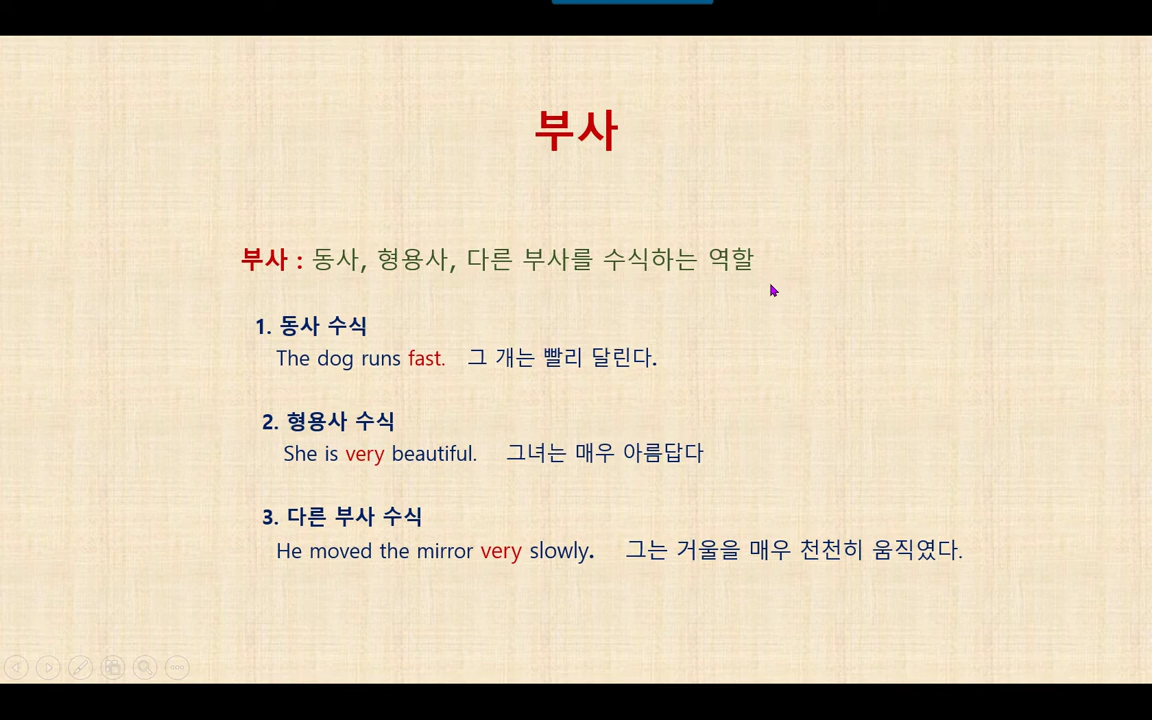 부사
부사 : 동사, 형용사, 다른 부사를 수식하는 역할
1. 동사 수식
The dog runs fast. 그 개는 빨리 달린다.
2. 형용사 수식
She is very beautiful. 그녀는 매우 아름답다
3. 다른 부사 수식
He moved the mirror very slowly. 그는 거울을 매우 천천히 움직였다.